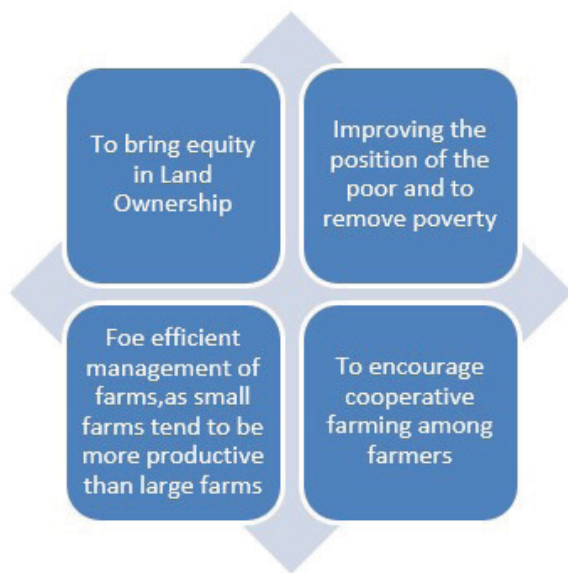 To bring equity
in Land
Ownership
Improving the
position of the
poor and to
remove poverty
Foe efficient
management of
farms,as small
farms tend to be
more productive
than large farms
To encourage
cooperative
farming among
farmers